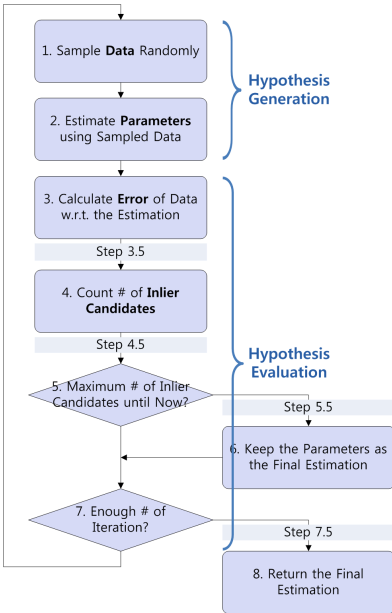 1. Sample Data Randomly
Hypothesis
Generation
2. Estimate Parameters
using Sampled Data
3. Calculate Error of Data
w.r.t. the Estimation
Step 3.5
4. Count # of Inlier
Candidates
Step 4.5
Hypothesis
Evaluation
5. Maximum # of Inlier
Candidates until Now?
Step 5.5
6. Keep the Parameters as
the Final Estimation
7. Enough # of
Iteration?
Step 7.5
8. Return the Final
Estimation